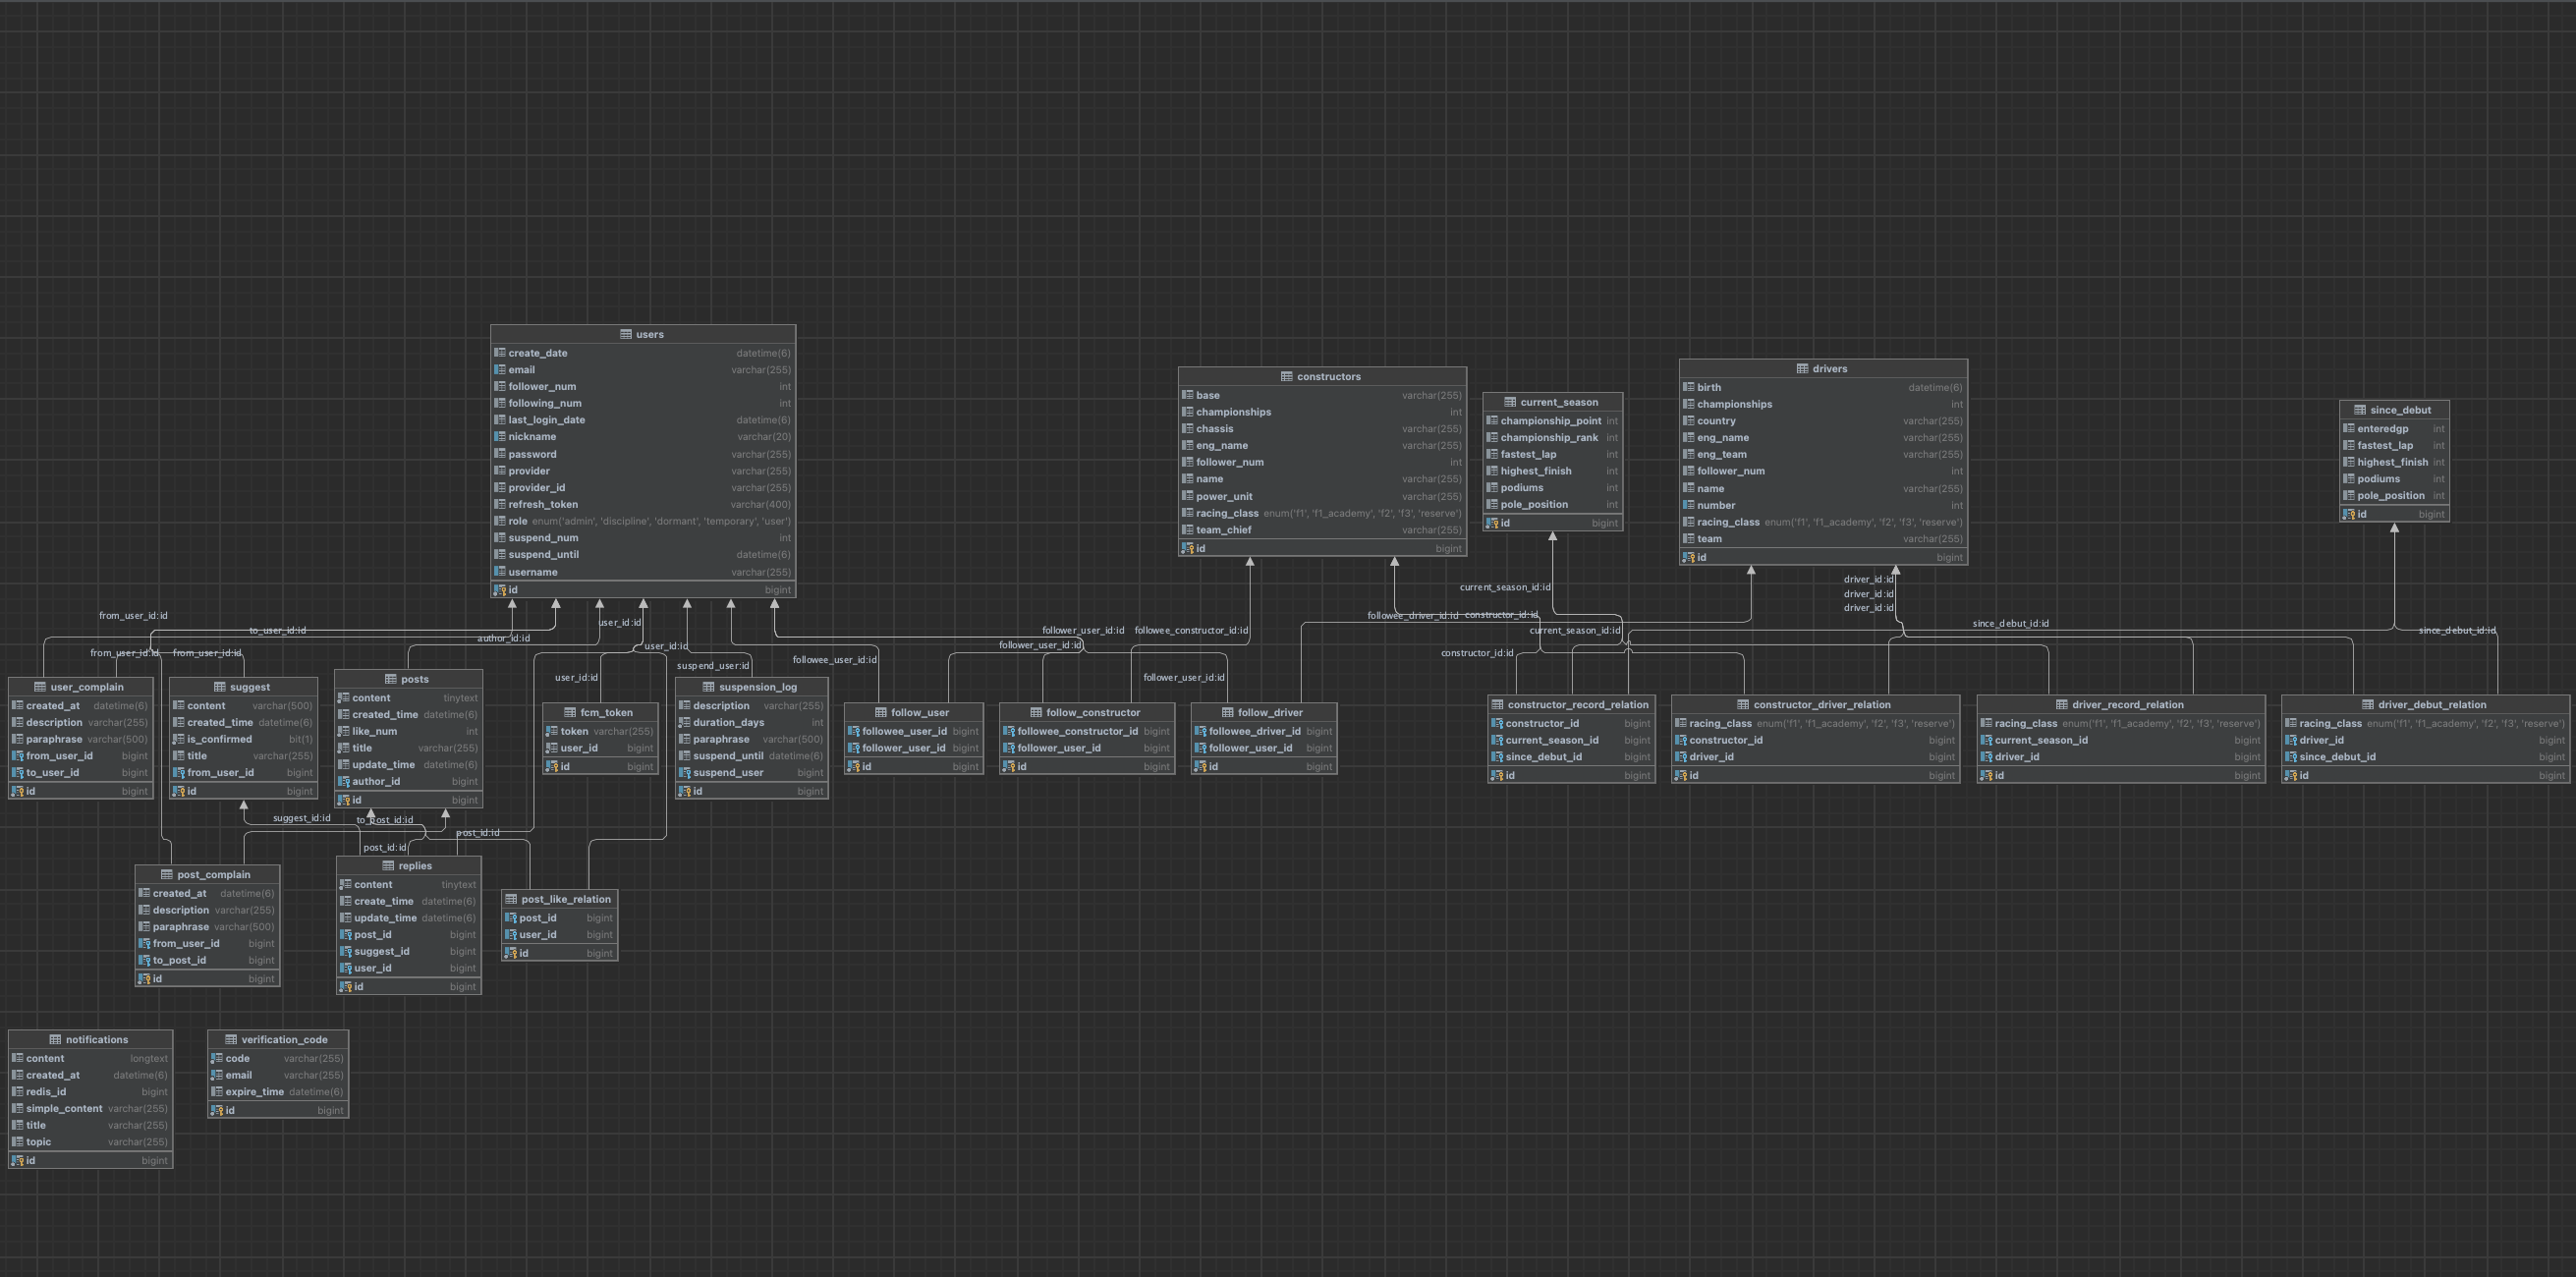 users
create_date datetime(6)
email varchar(255)
follower_num int
following_num int
last_login_date datetime(6)
nickname varchar(20)
password varchar(255)
provider varchar(255)
provider_id varchar(255)
refresh_token varchar(400)
role enum('admin', 'discipline', 'dormant', 'temporary', 'user')
suspend_num int
suspend_until datetime(6)
username varchar(255)
id bigint
constructors
base varchar(255)
championships int
chassis varchar(255)
eng_name varchar(255)
follower_num int
name varchar(255)
power_unit varchar(255)
racing_class enum('f1', 'f1_academy', 'f2', 'f3', 'reserve')
team_chief varchar(255)
id bigint
current_season
championship_point int
championship_rank int
fastest_lap int
highest_finish int
podiums int
pole_position int
id bigint
drivers
birth datetime(6)
championships int
country varchar(255)
eng_name varchar(255)
eng_team varchar(255)
follower_num int
name varchar(255)
number int
racing_class enum('f1', 'f1_academy', 'f2', 'f3', 'reserve')
team varchar(255)
id bigint
since_debut
enteredgp int
fastest_lap int
highest_finish int
podiums int
pole_position int
id bigint
from_user_id:id
to_user_id:id
from_user_id:id
from_user_id:id
author_id:id
user_id:id
user_id:id
user_id:id
suspend_user:id
followee_user_id:id
follower_user_id:id
follower_user_id:id
follower_user_id:id
followee_constructor_id:id
followee_driver_id:id
constructor_id:id
current_season_id:id
current_season_id:id
constructor_id:id
driver_id:id
driver_id:id
driver_id:id
since_debut_id:id
since_debut_id:id
user_complain
created_at datetime(6)
description varchar(255)
paraphrase varchar(500)
from_user_id bigint
to_user_id bigint
id bigint
suggest
content varchar(500)
created_time datetime(6)
is_confirmed bit(1)
title varchar(255)
from_user_id bigint
id bigint
posts
content tinytext
created_time datetime(6)
like_num int
title varchar(255)
update_time datetime(6)
author_id bigint
id bigint
fcm_token
token varchar(255)
user_id bigint
id bigint
suspension_log
description varchar(255)
duration_days int
paraphrase varchar(500)
suspend_until datetime(6)
suspend_user bigint
id bigint
follow_user
followee_user_id bigint
follower_user_id bigint
id bigint
follow_constructor
followee_constructor_id bigint
follower_user_id bigint
id bigint
follow_driver
followee_driver_id bigint
follower_user_id bigint
id bigint
constructor_record_relation
constructor_id bigint
current_season_id bigint
since_debut_id bigint
id bigint
constructor_driver_relation
racing_class enum('f1', 'f1_academy', 'f2', 'f3', 'reserve')
constructor_id bigint
driver_id bigint
id bigint
driver_record_relation
racing_class enum('f1', 'f1_academy', 'f2', 'f3', 'reserve')
current_season_id bigint
driver_id bigint
id bigint
driver_debut_relation
racing_class enum('f1', 'f1_academy', 'f2', 'f3', 'reserve')
driver_id bigint
since_debut_id bigint
id bigint
suggest_id:id
to_post_id:id
post_id:id
post_id:id
post_complain
created_at datetime(6)
description varchar(255)
paraphrase varchar(500)
from_user_id bigint
to_post_id bigint
id bigint
replies
content tinytext
create_time datetime(6)
update_time datetime(6)
post_id bigint
suggest_id bigint
user_id bigint
id bigint
post_like_relation
post_id bigint
user_id bigint
id bigint
notifications
content longtext
created_at datetime(6)
redis_id bigint
simple_content varchar(255)
title varchar(255)
topic varchar(255)
id bigint
verification_code
code varchar(255)
email varchar(255)
expire_time datetime(6)
id bigint